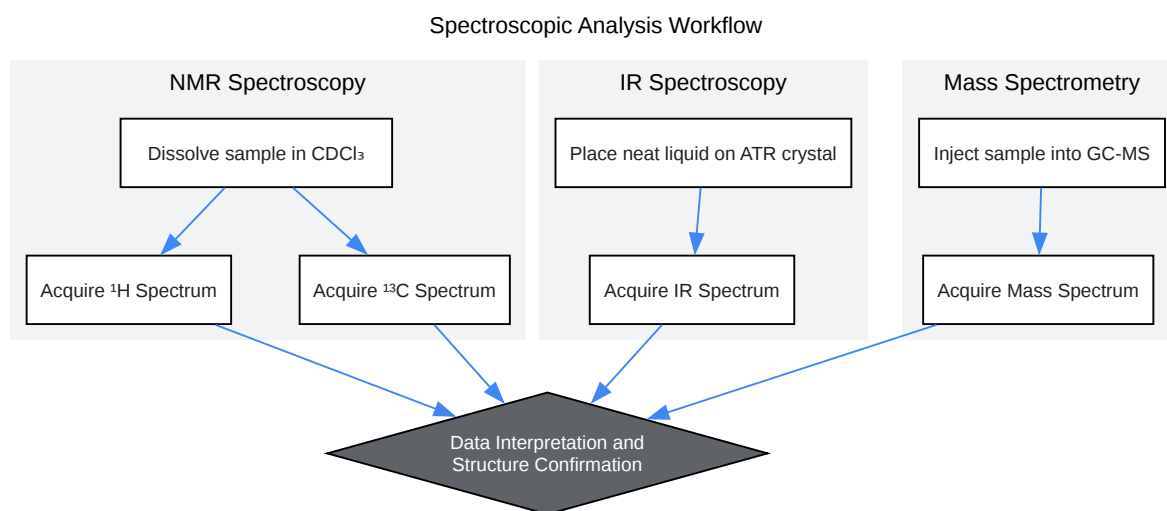 Spectroscopic Analysis Workflow
NMR Spectroscopy
IR Spectroscopy
Mass Spectrometry
Dissolve sample in CDCl₃
Place neat liquid on ATR crystal
Inject sample into GC-MS
Acquire ¹H Spectrum
Acquire ¹³C Spectrum
Acquire IR Spectrum
Acquire Mass Spectrum
Data Interpretation and
Structure Confirmation